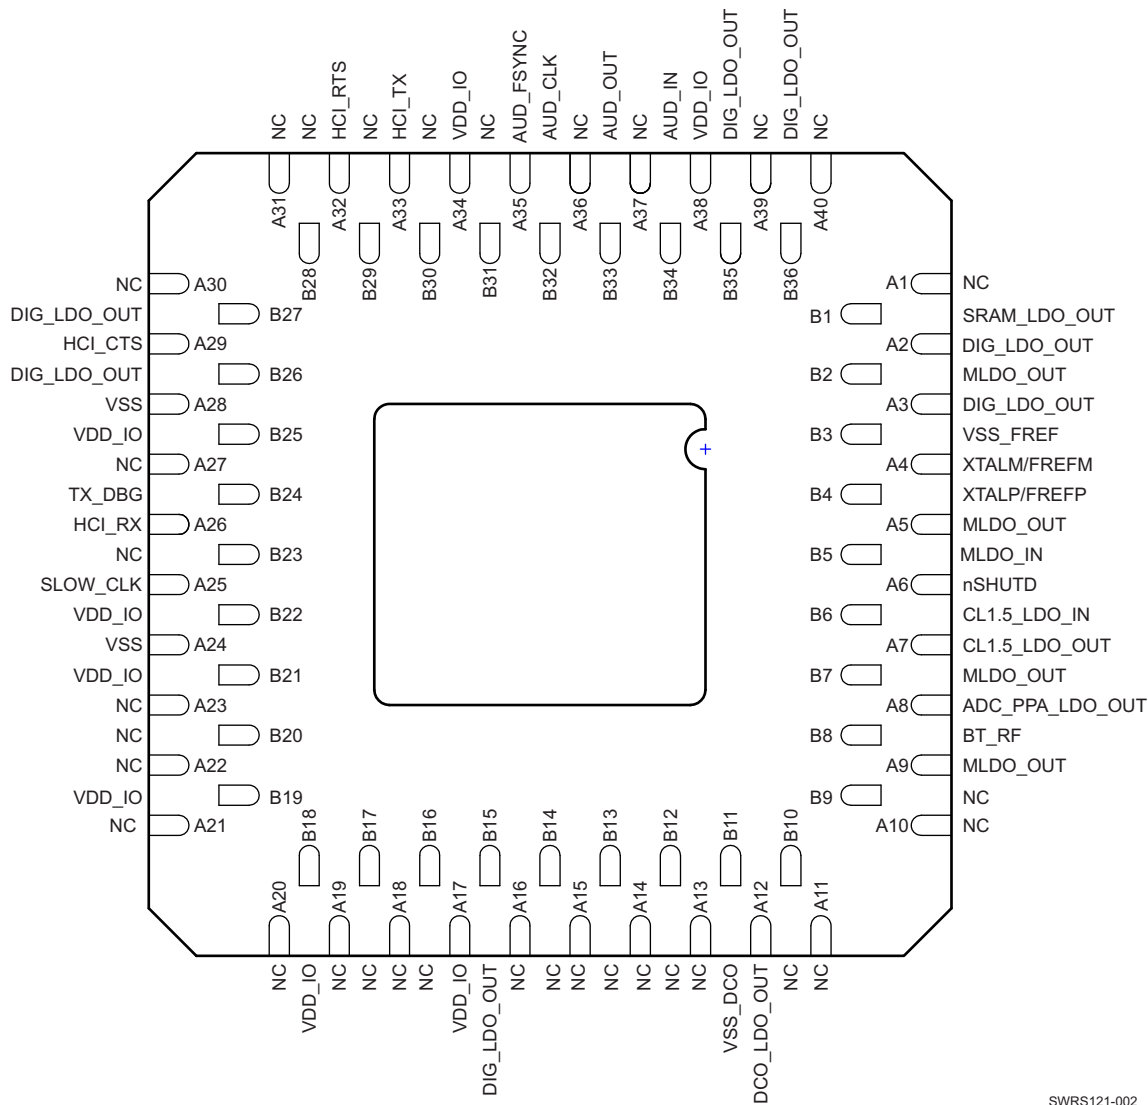 NC
NC
HCI_RTS
NC
HCI_TX
NC
VDD_IO
NC
AUD_FSYNC
AUD_CLK
NC
AUD_OUT
NC
AUD_IN
VDD_IO
DIG_LDO_OUT
NC
DIG_LDO_OUT
NC
A31
A32
A33
A34
A35
A36
A37
A38
A39
A40
B28
B29
B30
B31
B32
B33
B34
B35
B36
NC A30
DIG_LDO_OUT B27
HCI_CTS A29
DIG_LDO_OUT B26
VSS A28
VDD_IO B25
NC A27
TX_DBG B24
HCI_RX A26
NC B23
SLOW_CLK A25
VDD_IO B22
VSS A24
VDD_IO B21
NC A23
NC B20
NC A22
VDD_IO B19
NC A21
A1 NC
B1 SRAM_LDO_OUT
A2 DIG_LDO_OUT
B2 MLDO_OUT
A3 DIG_LDO_OUT
B3 VSS_FREF
A4 XTALM/FREFM
B4 XTALP/FREFP
A5 MLDO_OUT
B5 MLDO_IN
A6 nSHUTD
B6 CL1.5_LDO_IN
A7 CL1.5_LDO_OUT
B7 MLDO_OUT
A8 ADC_PPA_LDO_OUT
B8 BT_RF
A9 MLDO_OUT
B9 NC
A10 NC
B18
B17
B16
B15
B14
B13
B12
B11
B10
A20
A19
A18
A17
A16
A15
A14
A13
A12
A11
NC
VDD_IO
NC
NC
NC
NC
VDD_IO
DIG_LDO_OUT
NC
NC
NC
NC
NC
NC
NC
VSS_DCO
DCO_LDO_OUT
NC
NC
SWRS121-002